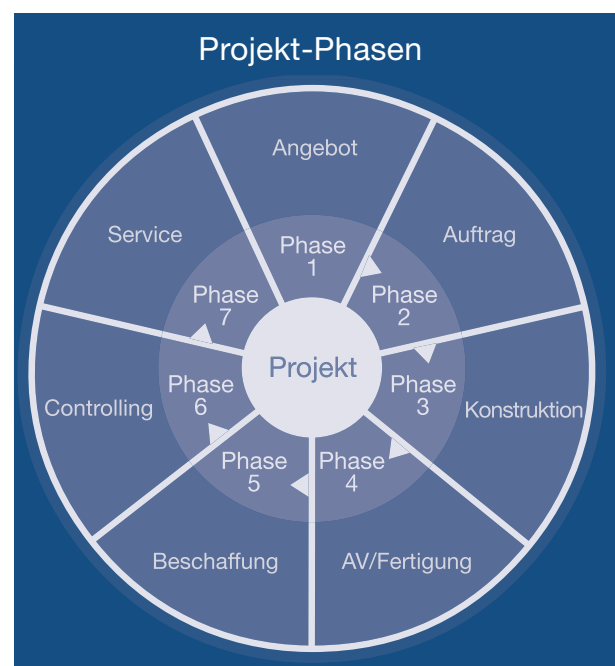 Projekt-Phasen
Angebot
Phase
1
Auftrag
Phase
2
Konstruktion
Phase
3
AV/Fertigung
Phase
4
Beschaffung
Phase
5
Controlling
Phase
6
Service
Phase
7
Projekt